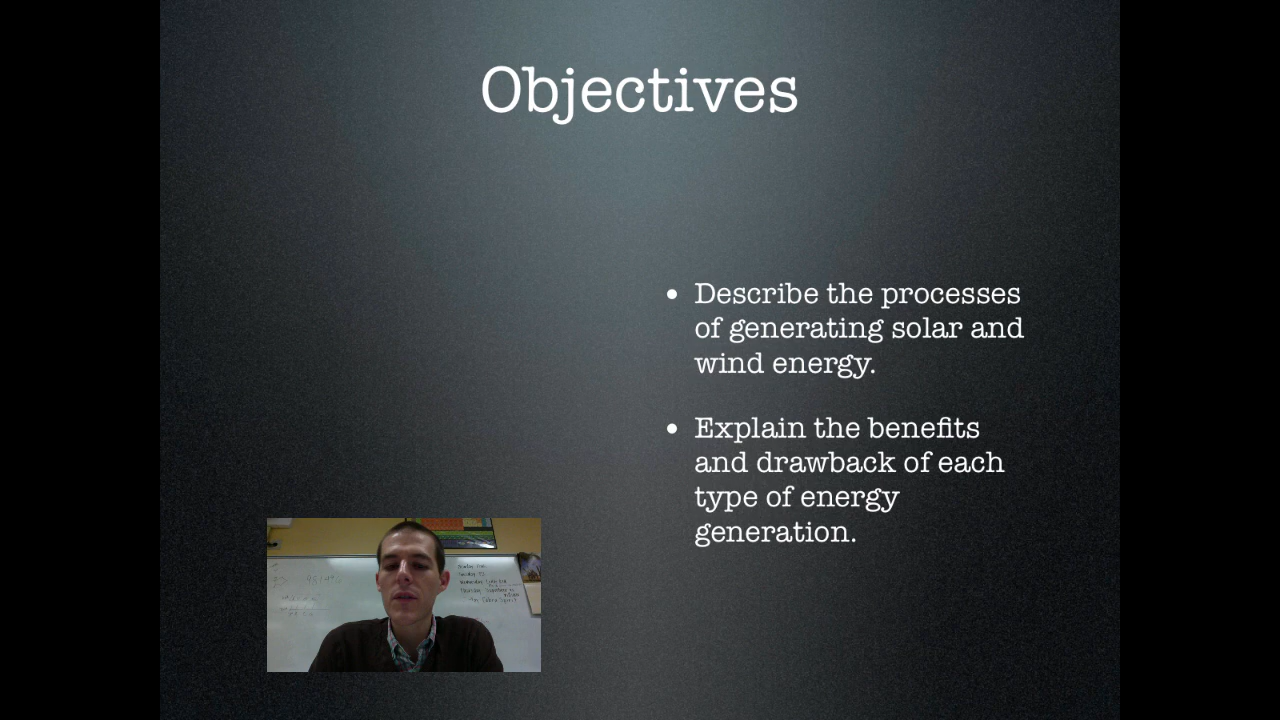 Objectives
• Describe the processes
of generating solar and
wind energy.
• Explain the benefits
and drawback of each
type of energy
generation.